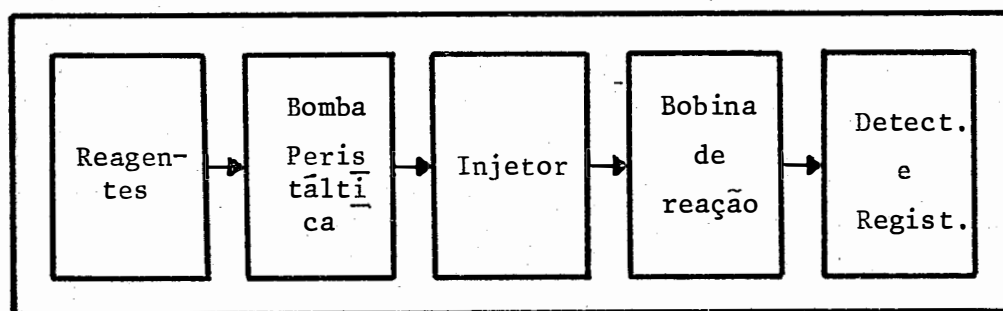 Reagen-
tes
Bomba
Peris
tálti
ca
Injetor
Bobina
de
reação
Detect.
e
Regist.